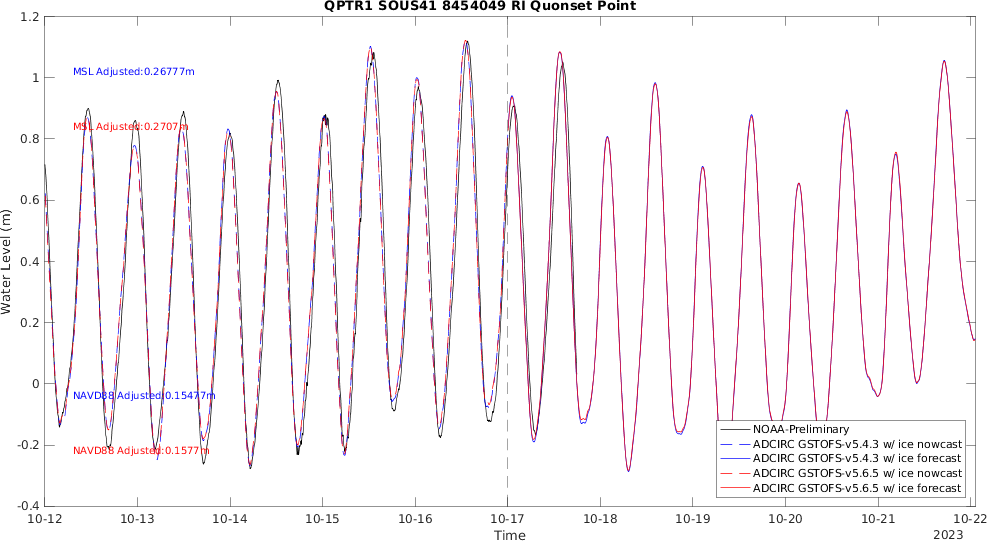 QPTR1 SOUS41 8454049 RI Quonset Point
1.2
1
0.8
0.6
0.4
0.2
0
-0.2
-0.4
Water Level (m)
MSL Adjusted:0.26777m
MSL Adjusted:0.2707m
NAVD88 Adjusted:0.15477m
NAVD88 Adjusted:0.1577m
NOAA-Preliminary
ADCIRC GSTOFS-v5.4.3 w/ ice nowcast
ADCIRC GSTOFS-v5.4.3 w/ ice forecast
ADCIRC GSTOFS-v5.6.5 w/ ice nowcast
ADCIRC GSTOFS-v5.6.5 w/ ice forecast
10-12 10-13 10-14 10-15 10-16 10-17 10-18 10-19 10-20 10-21 10-22
Time
2023